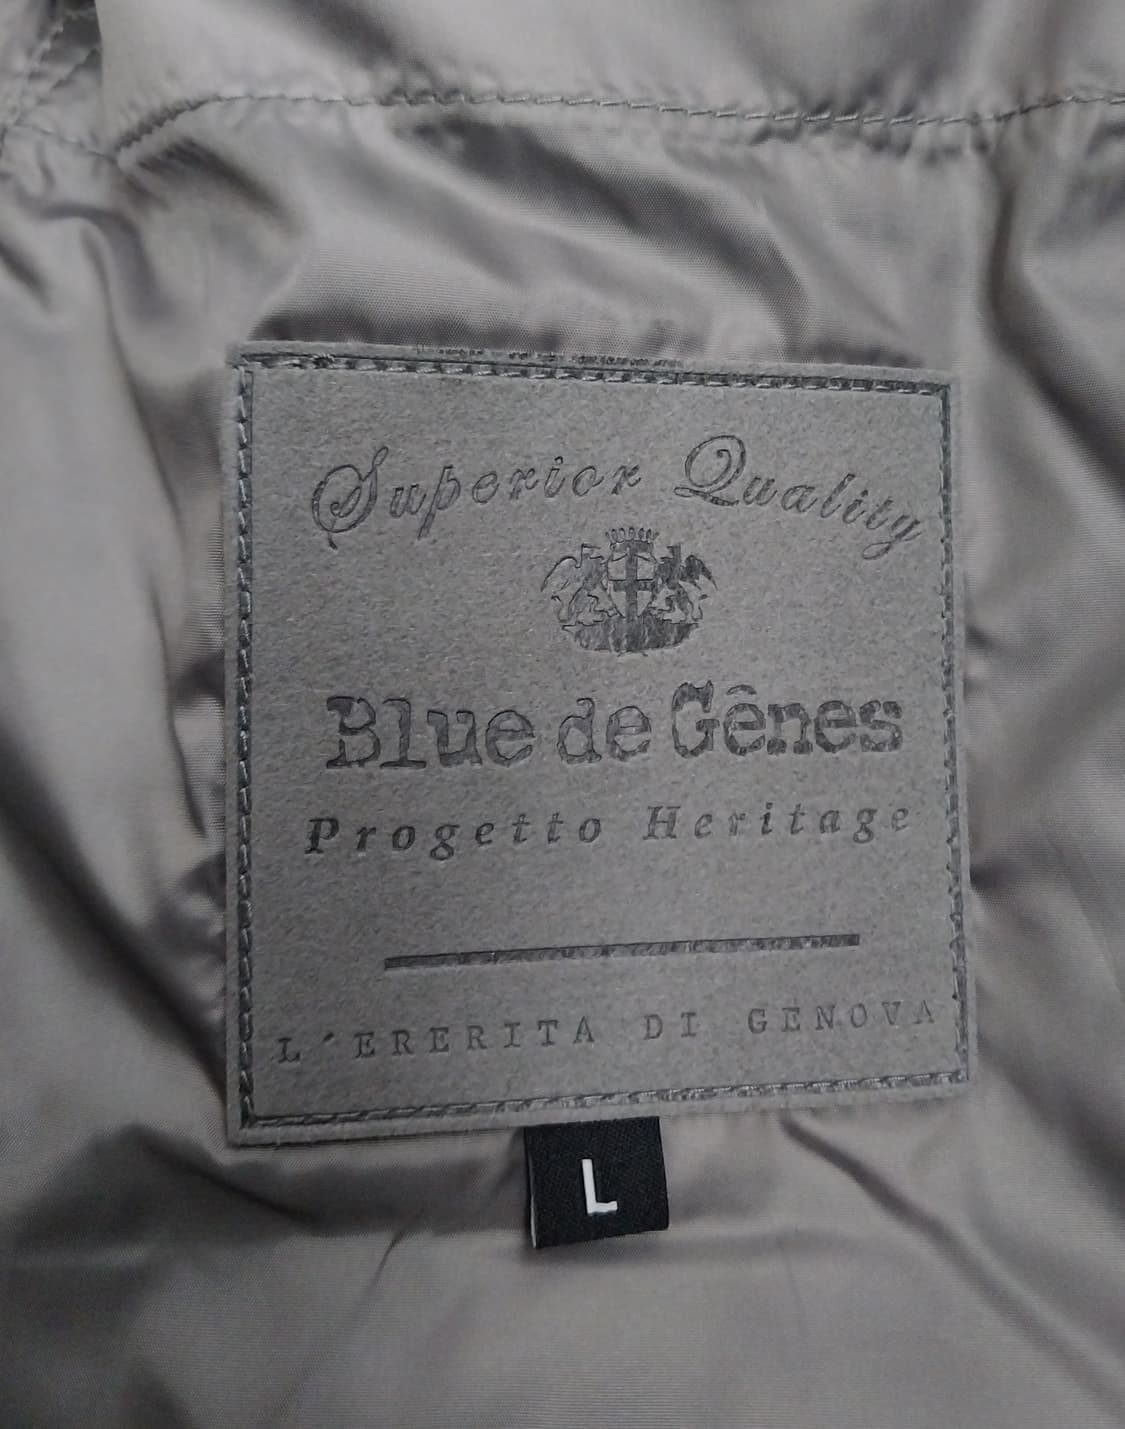 Superior Quality
Blue de Gênes
Progetto Heritage
L'ERERITA DI GENOVA
L